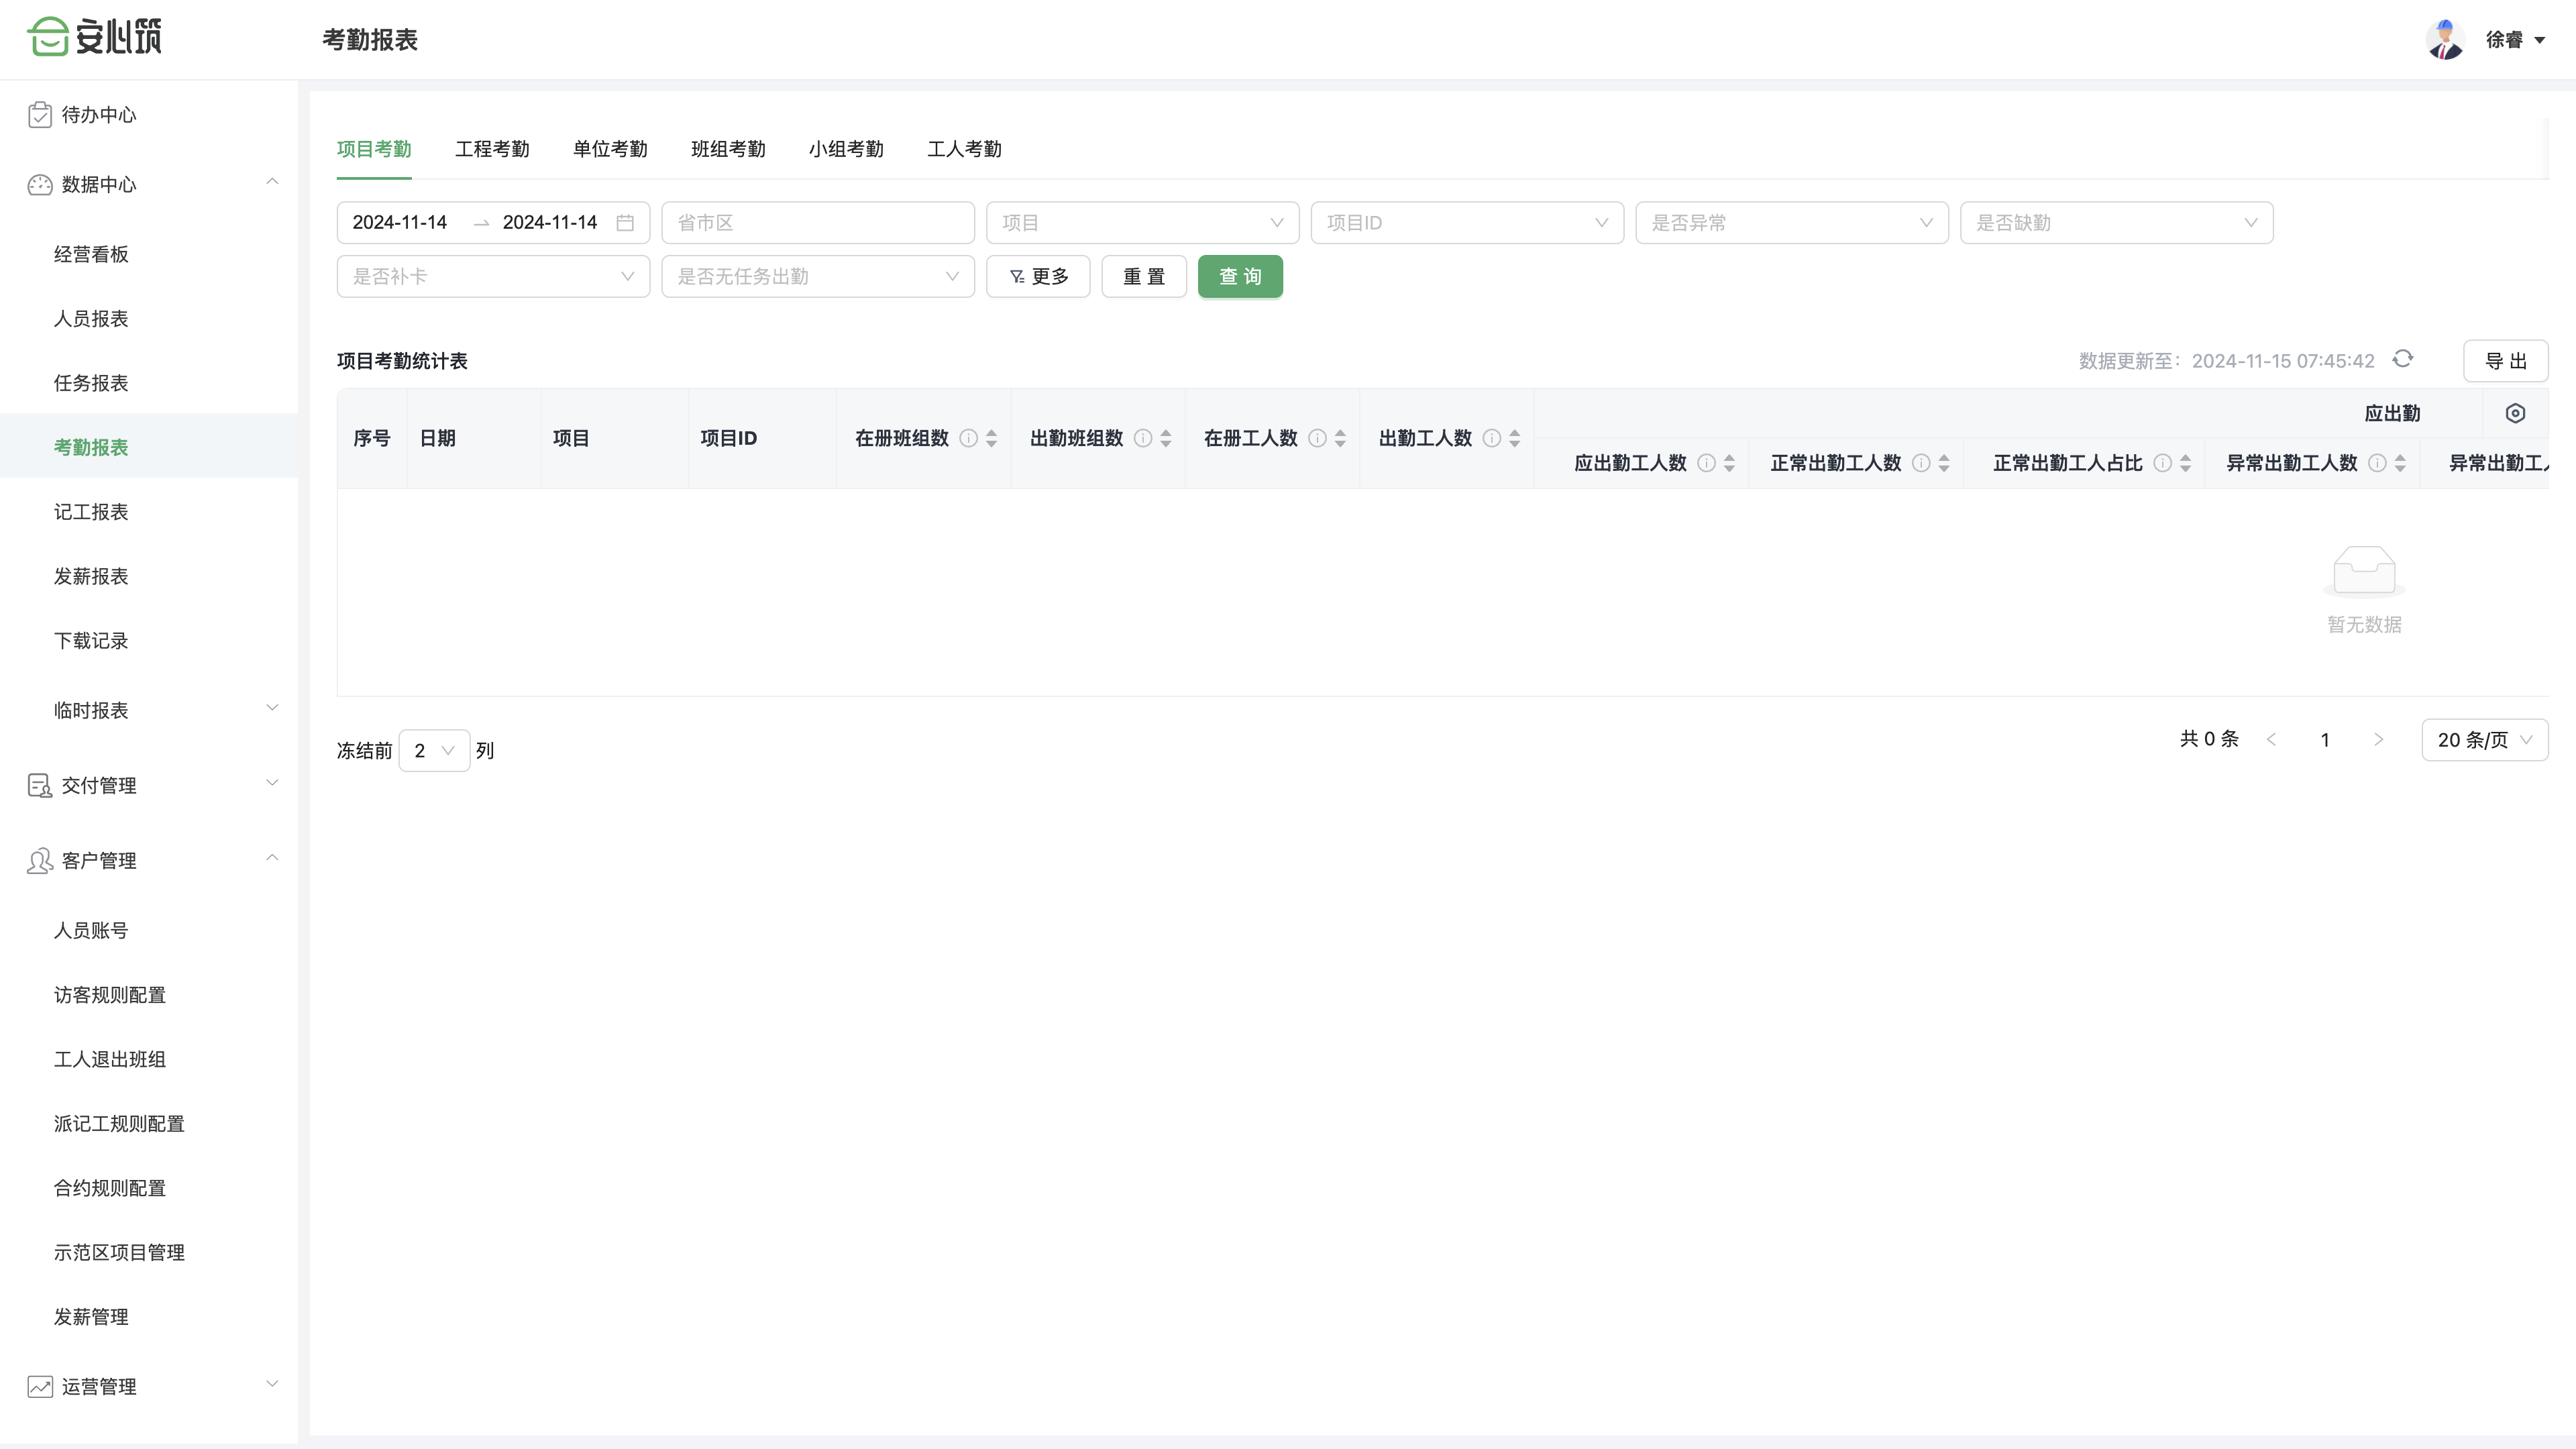 安心筑
考勤报表
徐睿
待办中心
数据中心
经营看板
人员报表
任务报表
考勤报表
记工报表
发薪报表
下载记录
临时报表
交付管理
客户管理
人员账号
访客规则配置
工人退出班组
派记工规则配置
合约规则配置
示范区项目管理
发薪管理
运营管理
项目考勤 工程考勤 单位考勤 班组考勤 小组考勤 工人考勤
2024-11-14 2024-11-14 省市区 项目 项目ID 是否异常 是否缺勤
是否补卡 是否无任务出勤 更多 重 置 查 询
项目考勤统计表 数据更新至：2024-11-15 07:45:42 导 出
应出勤
序号 日期 项目 项目ID 在册班组数 出勤班组数 在册工人数 出勤工人数
应出勤工人数 正常出勤工人数 正常出勤工人占比 异常出勤工人数 异常出勤工
暂无数据
冻结前 2 列 共 0 条 1 20 条/页